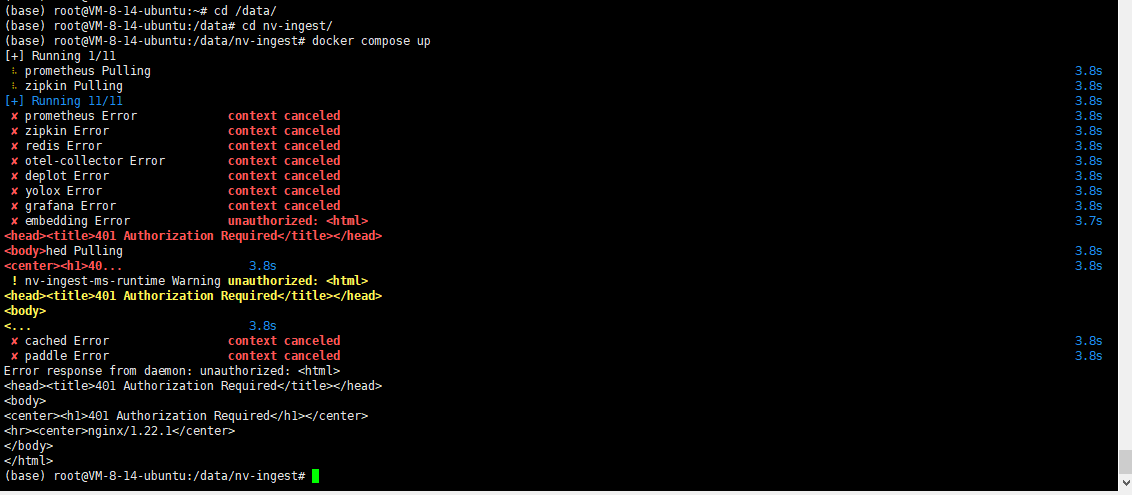 (base) root@VM-8-14-ubuntu:~# cd /data/
(base) root@VM-8-14-ubuntu:/data# cd nv-ingest/
(base) root@VM-8-14-ubuntu:/data/nv-ingest# docker compose up
[+] Running 1/11
⠧ prometheus Pulling 3.8s
⠧ zipkin Pulling 3.8s
[+] Running 11/11 3.8s
✘ prometheus Error context canceled 3.8s
✘ zipkin Error context canceled 3.8s
✘ redis Error context canceled 3.8s
✘ otel-collector Error context canceled 3.8s
✘ deplot Error context canceled 3.8s
✘ yolox Error context canceled 3.8s
✘ grafana Error context canceled 3.8s
✘ embedding Error unauthorized: <html> 3.7s
<head><title>401 Authorization Required</title></head>
<body>hed Pulling 3.8s
<center><h1>40... 3.8s 3.8s
! nv-ingest-ms-runtime Warning unauthorized: <html>
<head><title>401 Authorization Required</title></head>
<body>
<... 3.8s
✘ cached Error context canceled 3.8s
✘ paddle Error context canceled 3.8s
Error response from daemon: unauthorized: <html>
<head><title>401 Authorization Required</title></head>
<body>
<center><h1>401 Authorization Required</h1></center>
<hr><center>nginx/1.22.1</center>
</body>
</html>
(base) root@VM-8-14-ubuntu:/data/nv-ingest#